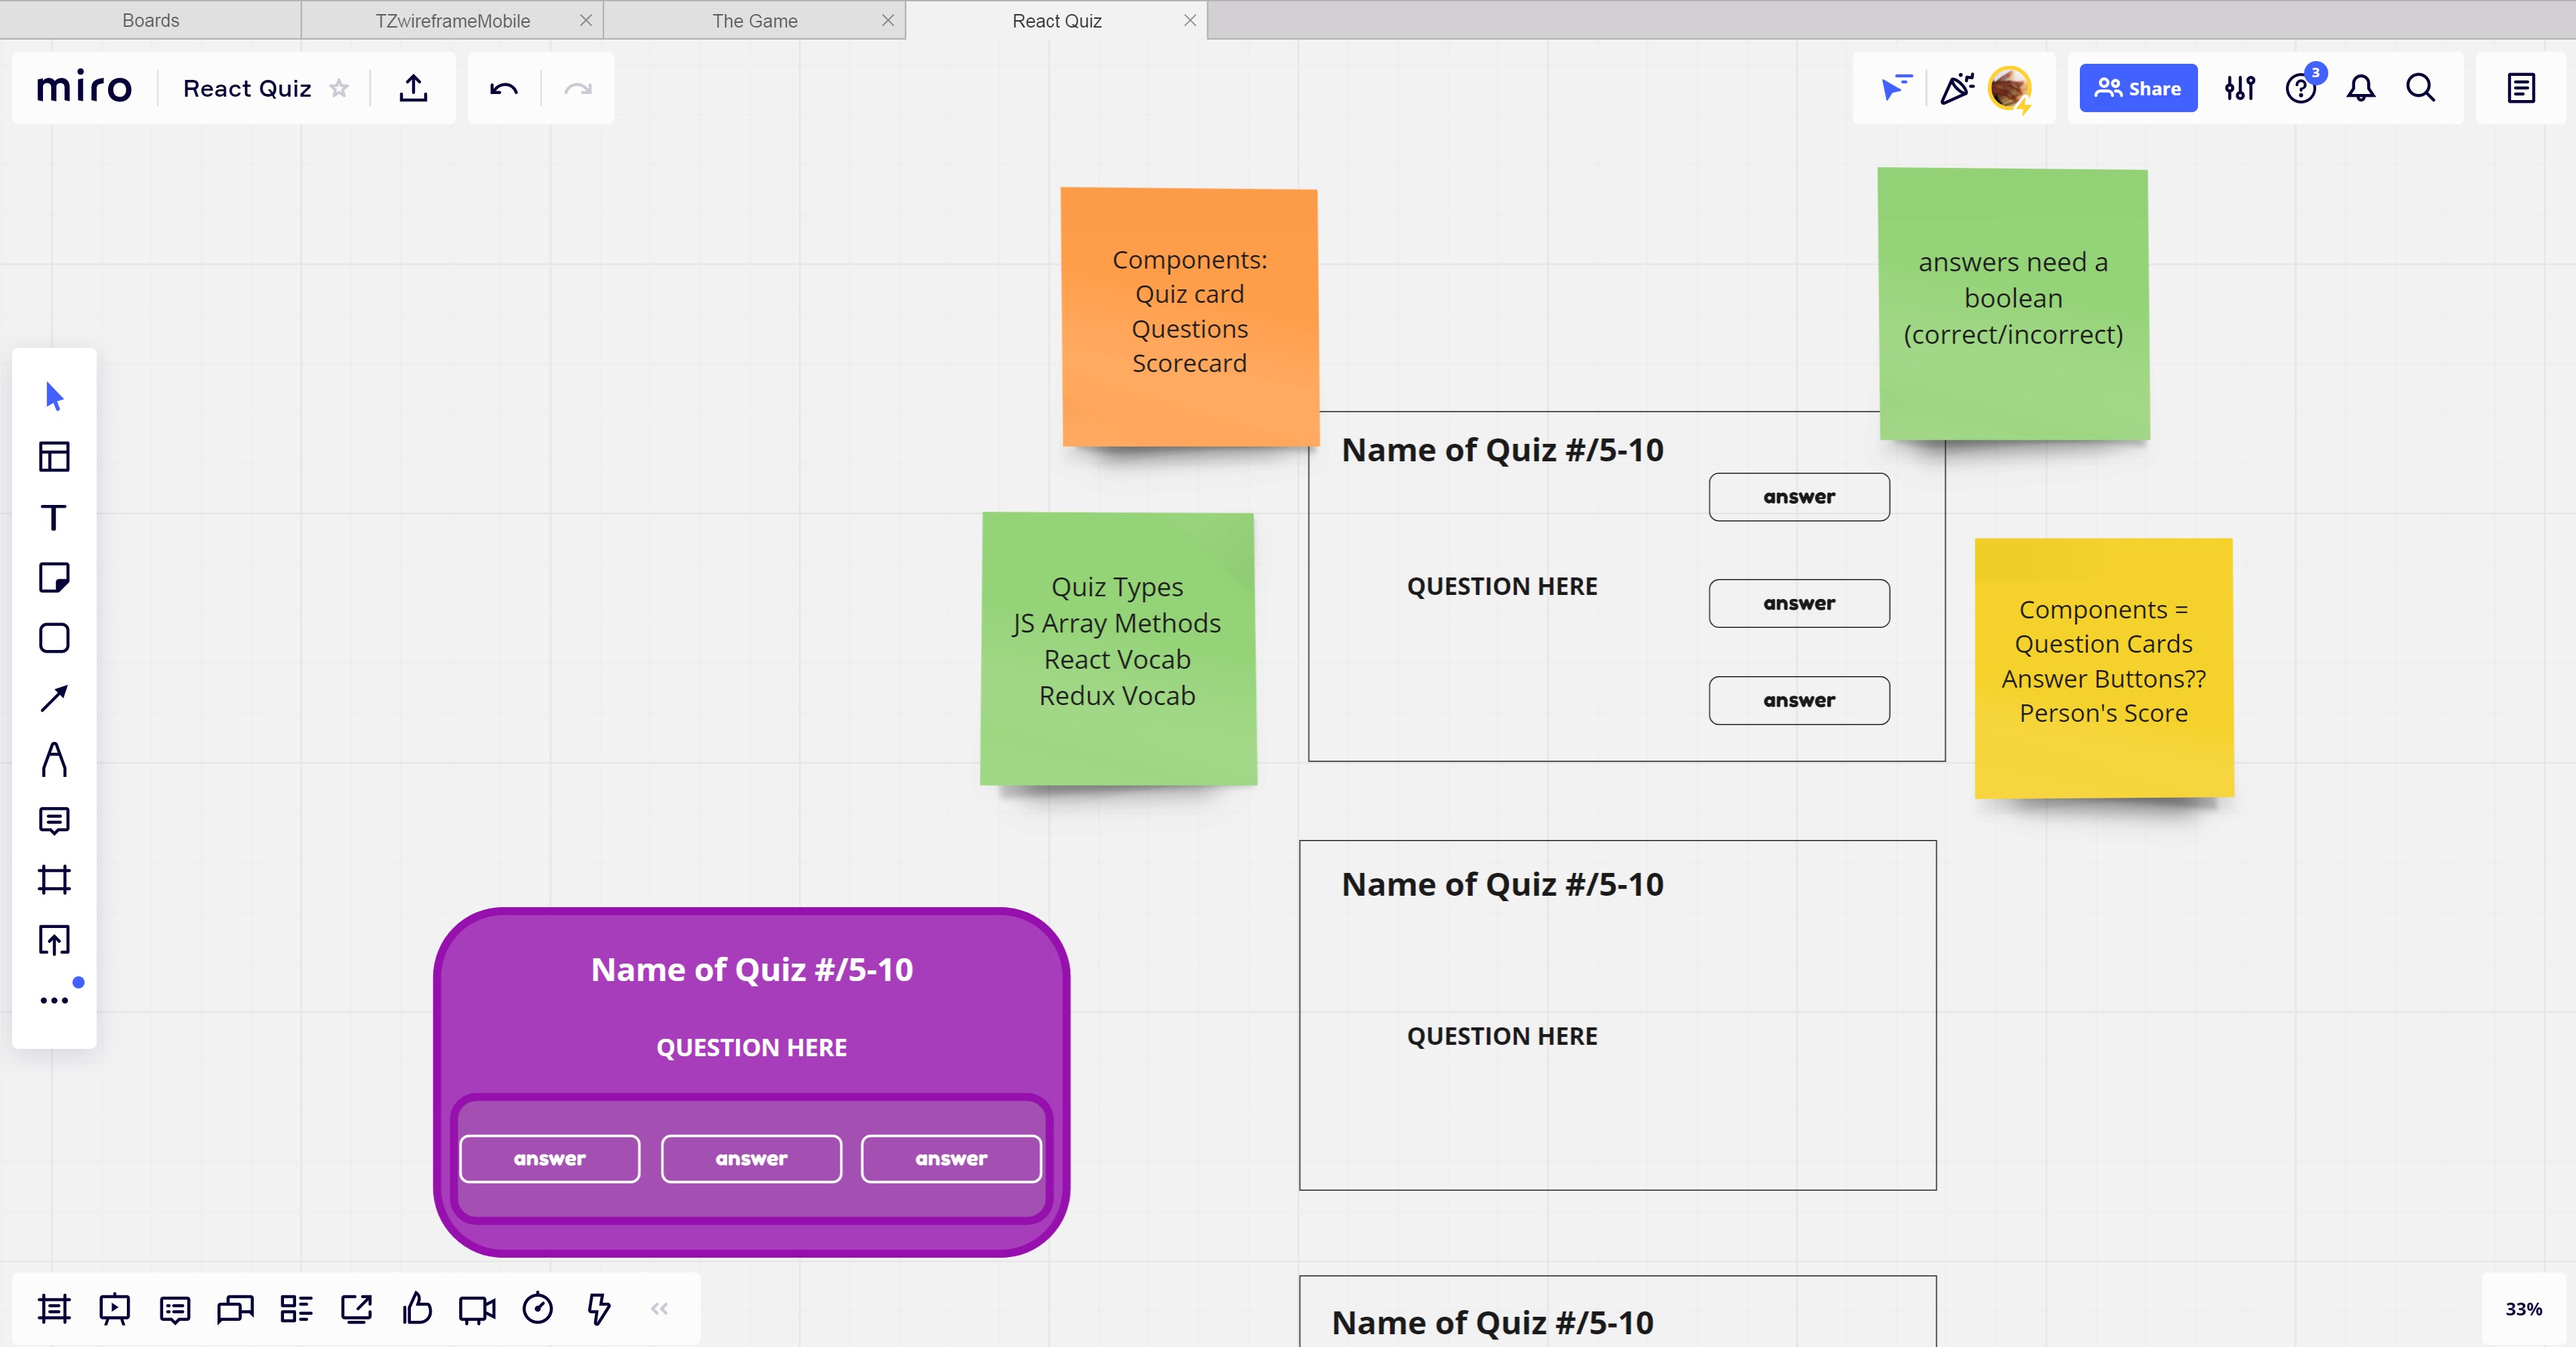 Boards
TZwireframeMobile
The Game
React Quiz
miro
React Quiz
Share
3
Components:
Quiz card
Questions
Scorecard
answers need a
boolean
(correct/incorrect)
Name of Quiz #/5-10
answer
QUESTION HERE
answer
answer
Quiz Types
JS Array Methods
React Vocab
Redux Vocab
Components =
Question Cards
Answer Buttons??
Person's Score
Name of Quiz #/5-10
QUESTION HERE
Name of Quiz #/5-10
QUESTION HERE
answer
answer
answer
Name of Quiz #/5-10
33%